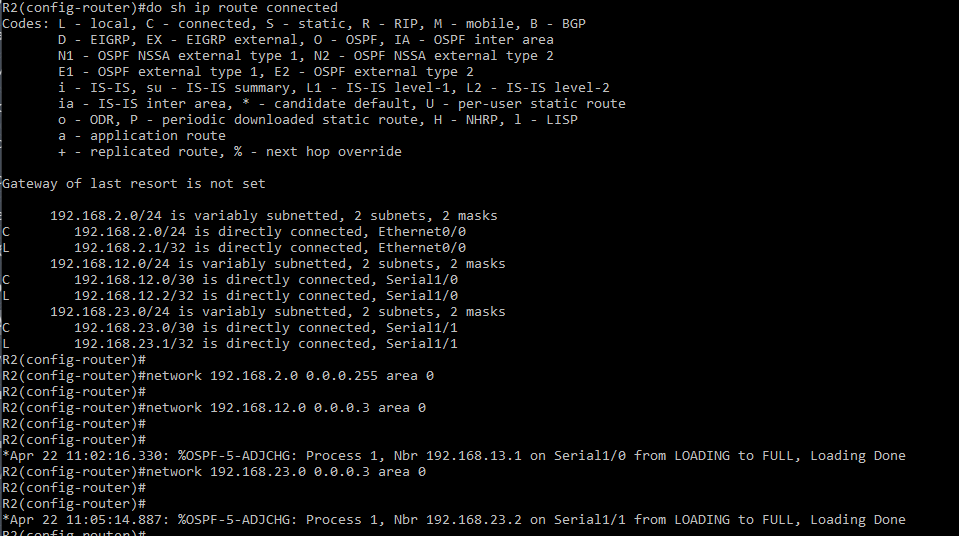 R2(config-router)#do sh ip route connected
Codes: L - local, C - connected, S - static, R - RIP, M - mobile, B - BGP
       D - EIGRP, EX - EIGRP external, O - OSPF, IA - OSPF inter area
       N1 - OSPF NSSA external type 1, N2 - OSPF NSSA external type 2
       E1 - OSPF external type 1, E2 - OSPF external type 2
       i - IS-IS, su - IS-IS summary, L1 - IS-IS level-1, L2 - IS-IS level-2
       ia - IS-IS inter area, * - candidate default, U - per-user static route
       o - ODR, P - periodic downloaded static route, H - NHRP, l - LISP
       a - application route
       + - replicated route, % - next hop override

Gateway of last resort is not set

      192.168.2.0/24 is variably subnetted, 2 subnets, 2 masks
C        192.168.2.0/24 is directly connected, Ethernet0/0
L        192.168.2.1/32 is directly connected, Ethernet0/0
      192.168.12.0/24 is variably subnetted, 2 subnets, 2 masks
C        192.168.12.0/30 is directly connected, Serial1/0
L        192.168.12.2/32 is directly connected, Serial1/0
      192.168.23.0/24 is variably subnetted, 2 subnets, 2 masks
C        192.168.23.0/30 is directly connected, Serial1/1
L        192.168.23.1/32 is directly connected, Serial1/1
R2(config-router)#
R2(config-router)#network 192.168.2.0 0.0.0.255 area 0
R2(config-router)#
R2(config-router)#network 192.168.12.0 0.0.0.3 area 0
R2(config-router)#
R2(config-router)#
*Apr 22 11:02:16.330: %OSPF-5-ADJCHG: Process 1, Nbr 192.168.13.1 on Serial1/0 from LOADING to FULL, Loading Done
R2(config-router)#network 192.168.23.0 0.0.0.3 area 0
R2(config-router)#
R2(config-router)#
*Apr 22 11:05:14.887: %OSPF-5-ADJCHG: Process 1, Nbr 192.168.23.2 on Serial1/1 from LOADING to FULL, Loading Done
R2(config-router)#